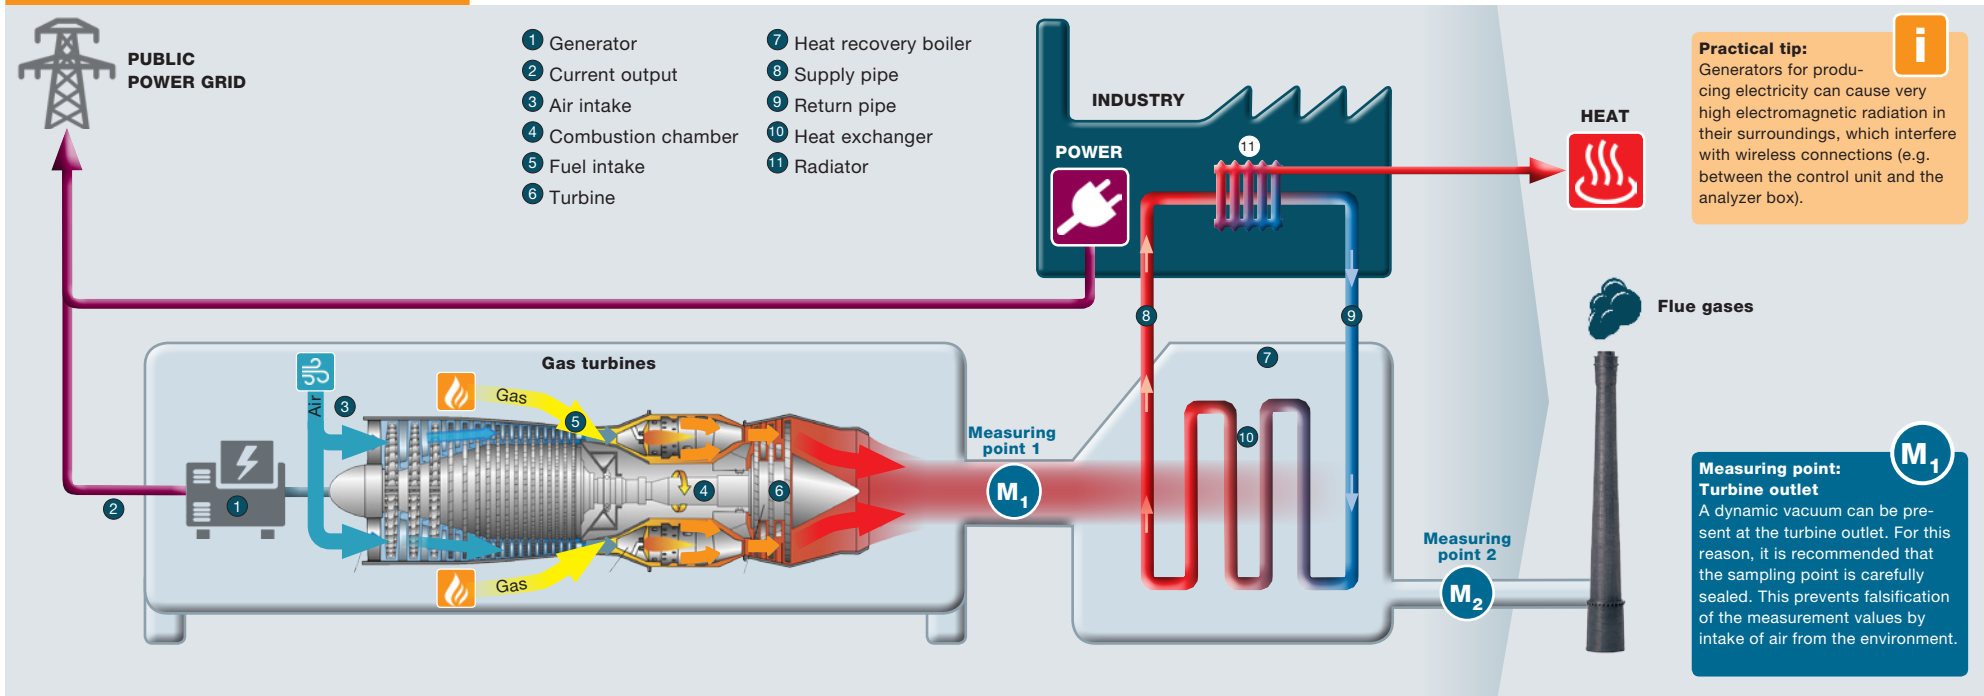 PUBLIC
POWER GRID
1 Generator
2 Current output
3 Air intake
4 Combustion chamber
5 Fuel intake
6 Turbine
7 Heat recovery boiler
8 Supply pipe
9 Return pipe
10 Heat exchanger
11 Radiator
INDUSTRY
POWER
11
HEAT
i
Practical tip:
Generators for produ-
cing electricity can cause very
high electromagnetic radiation in
their surroundings, which interfere
with wireless connections (e.g.
between the control unit and the
analyzer box).
Flue gases
8
9
7
10
Gas turbines
Air
3
Gas
5
4
6
1
2
Gas
Measuring
point 1
M1
Measuring
point 2
M2
M1
Measuring point:
Turbine outlet
A dynamic vacuum can be pre-
sent at the turbine outlet. For this
reason, it is recommended that
the sampling point is carefully
sealed. This prevents falsification
of the measurement values by
intake of air from the environment.